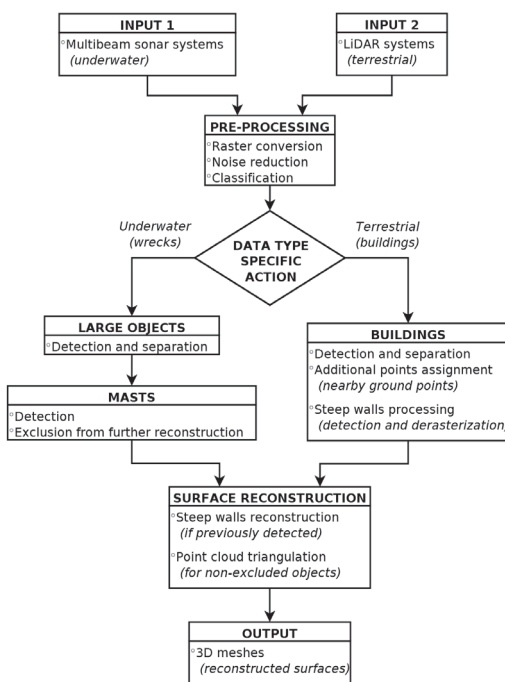 INPUT 1
◦Multibeam sonar systems
(underwater)
INPUT 2
◦LiDAR systems
(terrestrial)
PRE-PROCESSING
◦Raster conversion
◦Noise reduction
◦Classification
Underwater
(wrecks)
DATA TYPE
SPECIFIC
ACTION
Terrestrial
(buildings)
LARGE OBJECTS
◦Detection and separation
MASTS
◦Detection
◦Exclusion from further reconstruction
BUILDINGS
◦Detection and separation
◦Additional points assignment
(nearby ground points)
◦Steep walls processing
(detection and derasterization)
SURFACE RECONSTRUCTION
◦Steep walls reconstruction
(if previously detected)
◦Point cloud triangulation
(for non-excluded objects)
OUTPUT
◦3D meshes
(reconstructed surfaces)